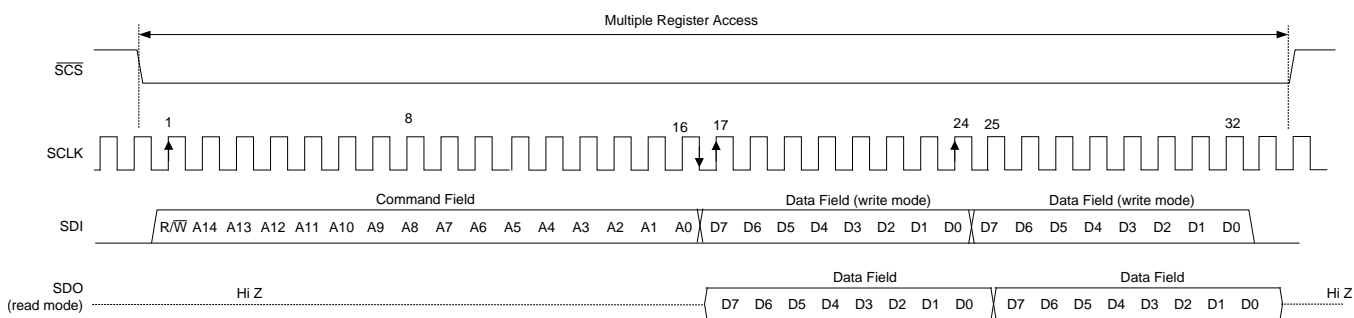 Multiple Register Access
SCS
1 8 16 17 24 25 32
SCLK
Command Field Data Field (write mode) Data Field (write mode)
SDI R/W A14 A13 A12 A11 A10 A9 A8 A7 A6 A5 A4 A3 A2 A1 A0 D7 D6 D5 D4 D3 D2 D1 D0 D7 D6 D5 D4 D3 D2 D1 D0
Data Field Data Field
SDO
(read mode) Hi Z D7 D6 D5 D4 D3 D2 D1 D0 D7 D6 D5 D4 D3 D2 D1 D0 Hi Z